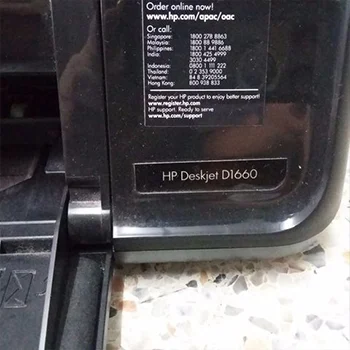 Order online now!
www.hp.com/apac/oac
Or call:
Singapore: 1800 278 8863
Malaysia: 1800 88 9886
Philippines: 1800 1 441 6688
India: 1800 425 4999
3030 4499
Indonesia: 0800 1 111 222
Thailand: 0 2 353 9000
Vietnam: 84 8 39205564
Hong Kong: 800 938 833
Register your HP product to enjoy better support!
www.register.hp.com
HP support. Ready to serve
www.hp.com/support
HP Deskjet D1660